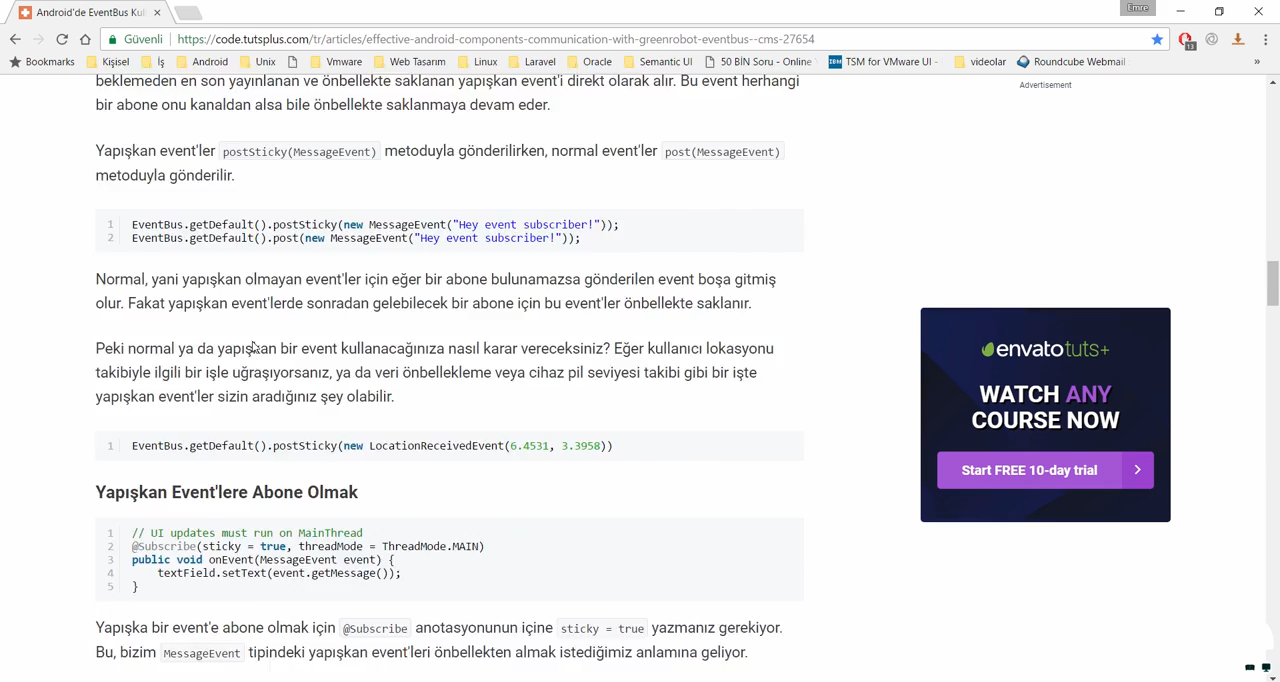 Android'de EventBus Kul
Emre
Güvenli
https://code.tutsplus.com/tr/articles/effective-android-components-communication-with-greenrobot-eventbus--cms-27654
13
Bookmarks Kişisel İş Android Unix Vmware Web Tasarım Linux Laravel Oracle Semantic UI 50 BİN Soru - Online TSM for VMware UI - videolar Roundcube Webmail »
beklemeden en son yayınlanan ve önbellekte saklanan yapışkan event'i direkt olarak alır. Bu event herhangi
bir abone onu kanaldan alsa bile önbellekte saklanmaya devam eder.
Advertisement
Yapışkan event'ler postSticky(MessageEvent) metoduyla gönderilirken, normal event'ler post(MessageEvent)
metoduyla gönderilir.
1 EventBus.getDefault().postSticky(new MessageEvent("Hey event subscriber!"));
2 EventBus.getDefault().post(new MessageEvent("Hey event subscriber!"));
Normal, yani yapışkan olmayan event'ler için eğer bir abone bulunamazsa gönderilen event boşa gitmiş
olur. Fakat yapışkan event'lerde sonradan gelebilecek bir abone için bu event'ler önbellekte saklanır.
Peki normal ya da yapışkan bir event kullanacağınıza nasıl karar vereceksiniz? Eğer kullanıcı lokasyonu
takibiyle ilgili bir işle uğraşıyorsanız, ya da veri önbellekleme veya cihaz pil seviyesi takibi gibi bir işte
yapışkan event'ler sizin aradığınız şey olabilir.
1 EventBus.getDefault().postSticky(new LocationReceivedEvent(6.4531, 3.3958))
Yapışkan Event'lere Abone Olmak
1 // UI updates must run on MainThread
2 @Subscribe(sticky = true, threadMode = ThreadMode.MAIN)
3 public void onEvent(MessageEvent event) {
4 textField.setText(event.getMessage());
5 }
Yapışka bir event'e abone olmak için @Subscribe anotasyonunun içine sticky = true yazmanız gerekiyor.
Bu, bizim MessageEvent tipindeki yapışkan event'leri önbellekten almak istediğimiz anlamına geliyor.
envatotuts+
WATCH ANY
COURSE NOW
Start FREE 10-day trial